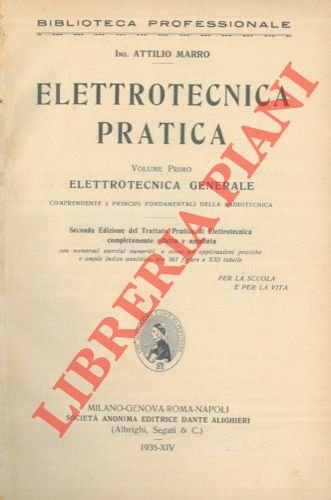 BIBLIOTECA PROFESSIONALE
ING. ATTILIO MARRO
ELETTROTECNICA
PRATICA
VOLUME PRIMO
ELETTROTECNICA GENERALE
COMPRENDENTE I PRINCIPI FONDAMENTALI DELLA RADIOTECNICA
Seconda Edizione del Trattato Pratico di Elettrotecnica
completamente rifatta e ampliata
con numerosi esercizi numerici, e applicazioni pratiche
e ampio indice analitico 361 figure e XXI tabelle
PER LA SCUOLA
E PER LA VITA
MILANO-GENOVA-ROMA-NAPOLI
SOCIETÀ ANONIMA EDITRICE DANTE ALIGHIERI
(Albrighi, Segati & C.)
1935-XIV
LIBRERIA PIANI